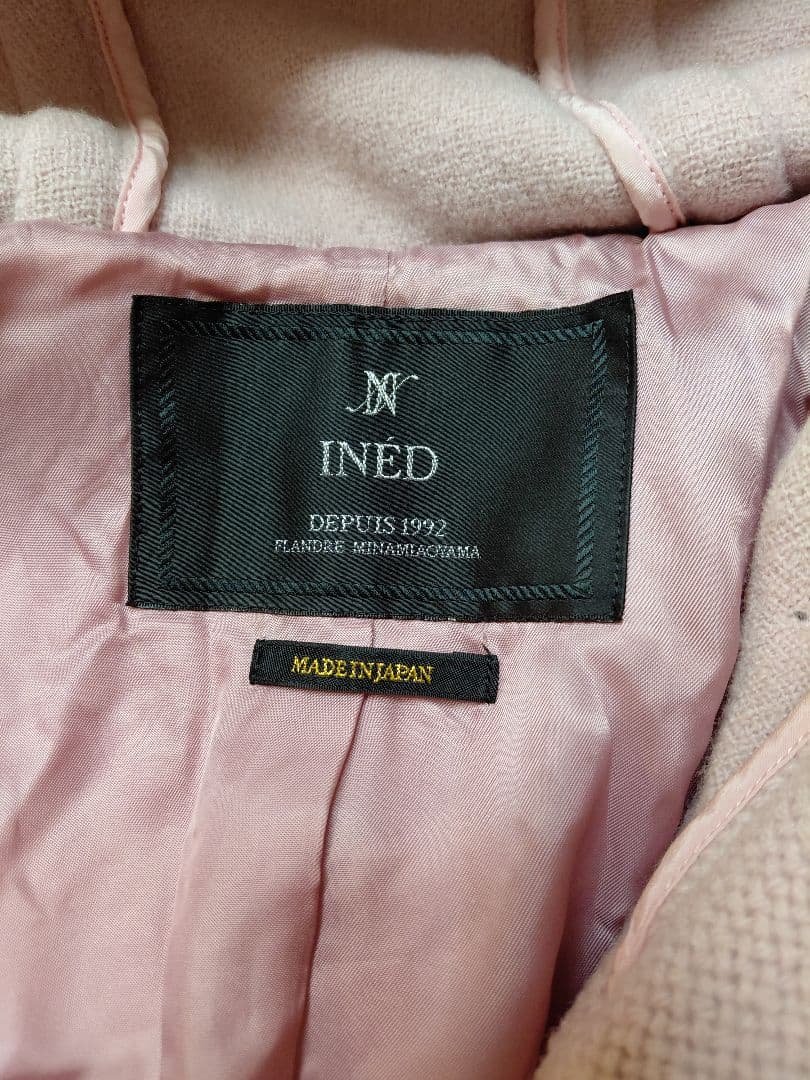 INÉD
DEPUIS 1992
FLANDRE MINAMIAOYAMA
MADE IN JAPAN